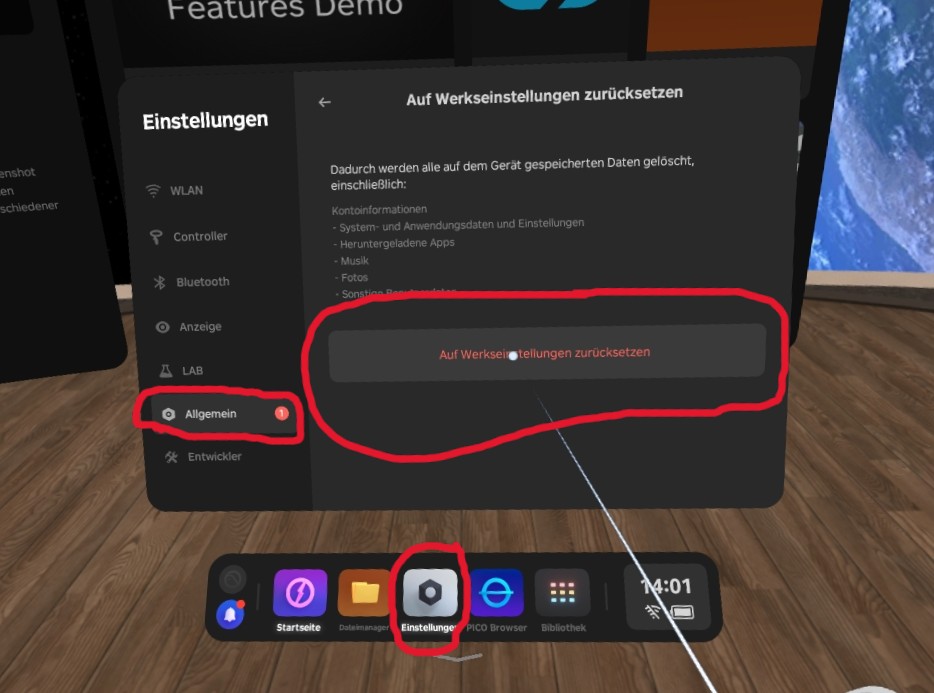 Features Demo
enshot
en
schiedener
Einstellungen
WLAN
Controller
Bluetooth
Anzeige
LAB
Allgemein
1
Entwickler
Auf Werkseinstellungen zurücksetzen
Dadurch werden alle auf dem Gerät gespeicherten Daten gelöscht,
einschließlich:
Kontoinformationen
- System- und Anwendungsdaten und Einstellungen
- Heruntergeladene Apps
- Musik
- Fotos
- Sonstige Benutzerdaten
Auf Werkseinstellungen zurücksetzen
Startseite
Dateimanager
Einstellungen
PICO Browser
Bibliothek
14:01